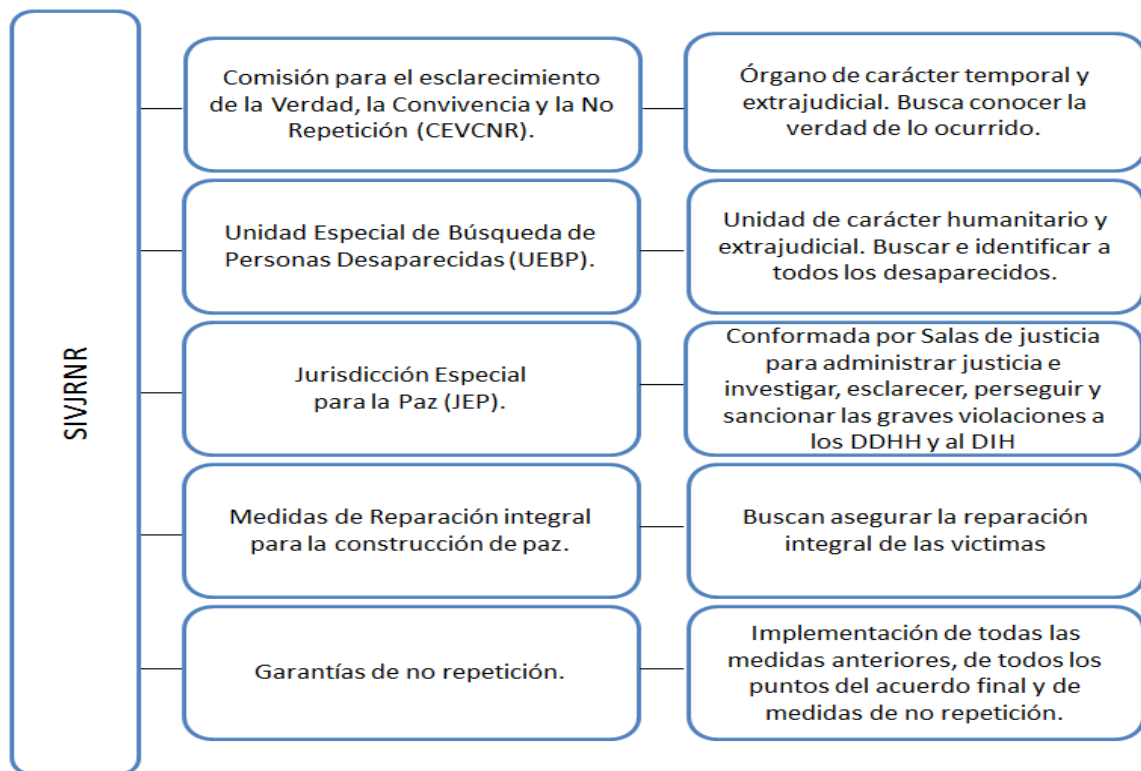 SIVJRNR
Comisión para el esclarecimiento
de la Verdad, la Convivencia y la No
Repetición (CEVCNR).
Órgano de carácter temporal y
extrajudicial. Busca conocer la
verdad de lo ocurrido.
Unidad Especial de Búsqueda de
Personas Desaparecidas (UEBP).
Unidad de carácter humanitario y
extrajudicial. Buscar e identificar a
todos los desaparecidos.
Jurisdicción Especial
para la Paz (JEP).
Conformada por Salas de justicia
para administrar justicia e
investigar, esclarecer, perseguir y
sancionar las graves violaciones a
los DDHH y al DIH
Medidas de Reparación integral
para la construcción de paz.
Buscan asegurar la reparación
integral de las victimas
Garantías de no repetición.
Implementación de todas las
medidas anteriores, de todos los
puntos del acuerdo final y de
medidas de no repetición.